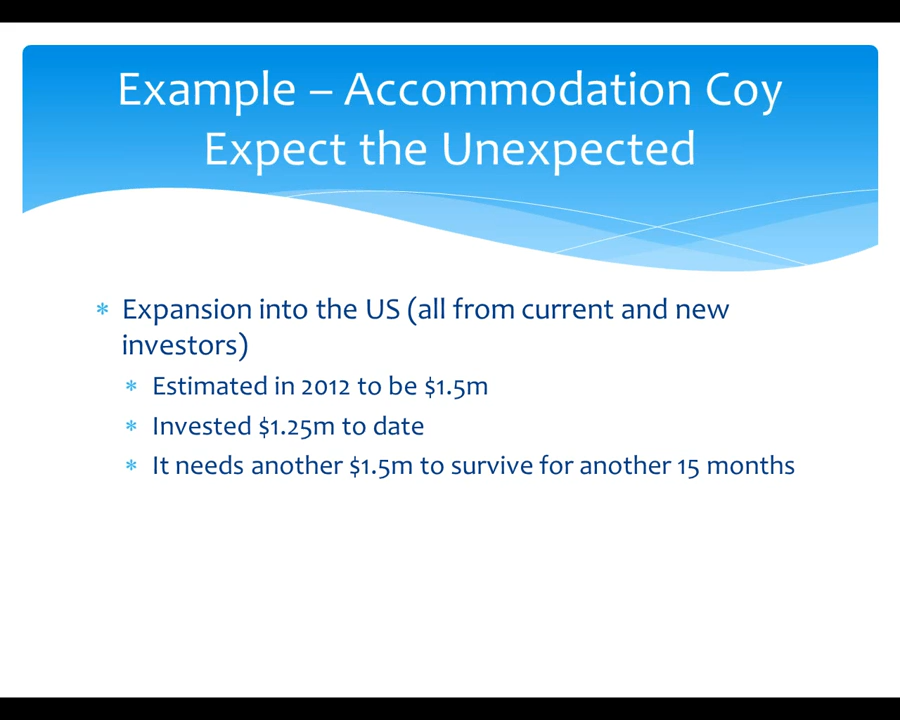 Example – Accommodation Coy
Expect the Unexpected
* Expansion into the US (all from current and new
investors)
* Estimated in 2012 to be $1.5m
* Invested $1.25m to date
* It needs another $1.5m to survive for another 15 months